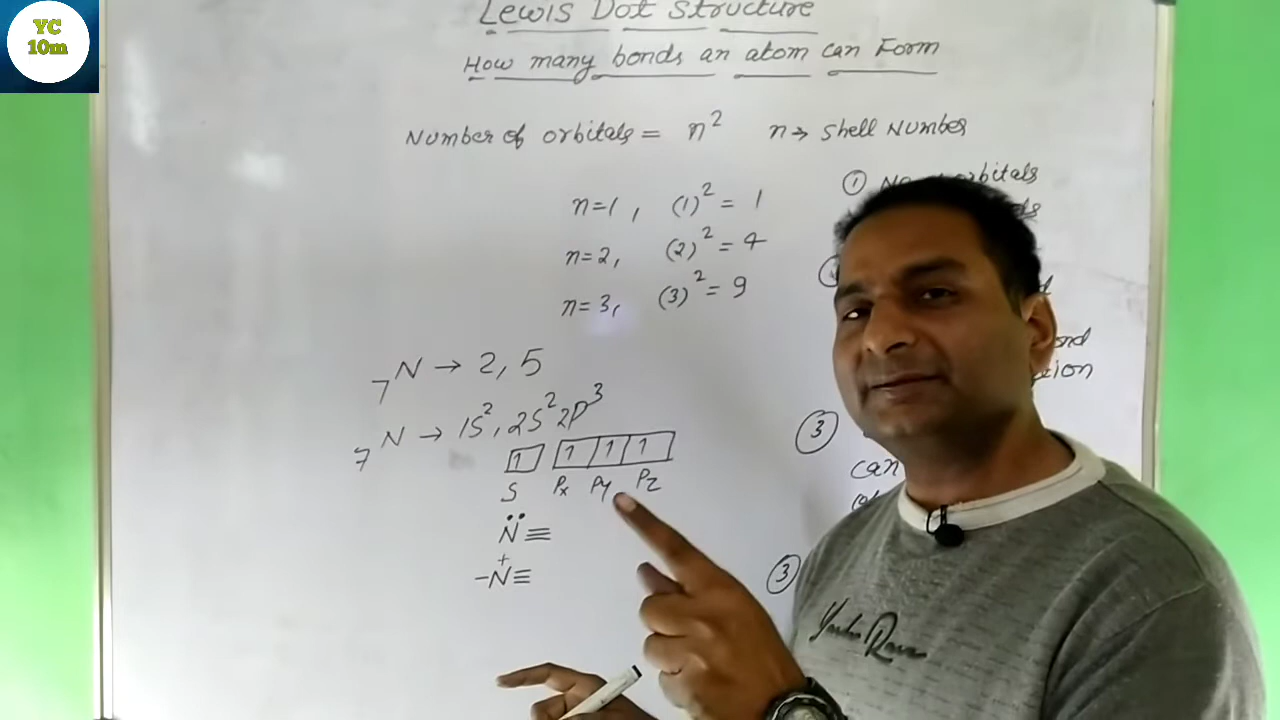 YC
10m
Lewis Dot Structure
How many bonds an atom can Form
Number of orbitals = n² n→ Shell Number
① orbitals
n=1, (1)² = 1
n=2, (2)² = 4
n=3, (3)² = 9
₇N → 2, 5
₇N → 1S², 2S² 2P³
1 1 1 1
S Px Py Pz
N̈≡
+
-N≡
③
can
③